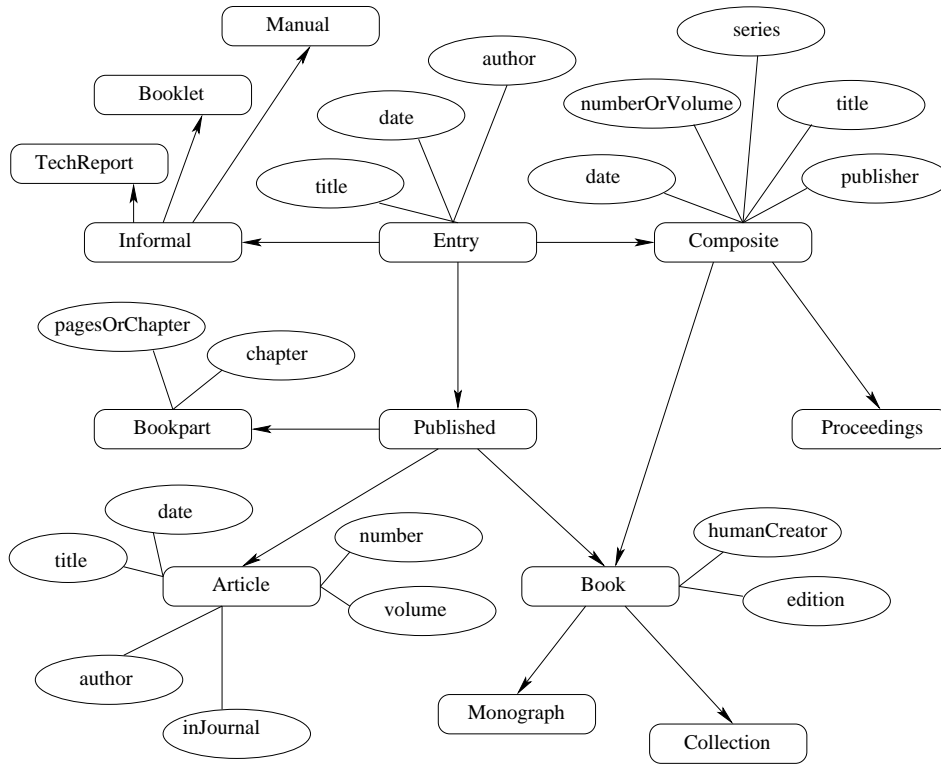 Manual
series
author
Booklet
numberOrVolume
title
date
TechReport
title
date
publisher
Informal
Entry
Composite
pagesOrChapter
chapter
Bookpart
Published
Proceedings
date
number
humanCreator
title
Article
Book
edition
volume
author
Monograph
inJournal
Collection